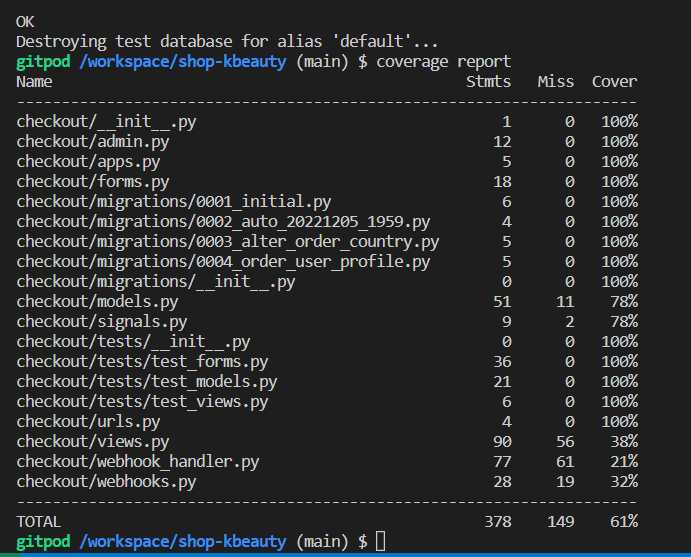 OK
Destroying test database for alias 'default'...
gitpod /workspace/shop-kbeauty (main) $ coverage report
Name                                          Stmts   Miss  Cover
-----------------------------------------------------------------
checkout/__init__.py                              1      0   100%
checkout/admin.py                                12      0   100%
checkout/apps.py                                  5      0   100%
checkout/forms.py                                18      0   100%
checkout/migrations/0001_initial.py               6      0   100%
checkout/migrations/0002_auto_20221205_1959.py    4      0   100%
checkout/migrations/0003_alter_order_country.py   5      0   100%
checkout/migrations/0004_order_user_profile.py    5      0   100%
checkout/migrations/__init__.py                   0      0   100%
checkout/models.py                               51     11    78%
checkout/signals.py                               9      2    78%
checkout/tests/__init__.py                        0      0   100%
checkout/tests/test_forms.py                     36      0   100%
checkout/tests/test_models.py                    21      0   100%
checkout/tests/test_views.py                      6      0   100%
checkout/urls.py                                  4      0   100%
checkout/views.py                                90     56    38%
checkout/webhook_handler.py                      77     61    21%
checkout/webhooks.py                             28     19    32%
-----------------------------------------------------------------
TOTAL                                           378    149    61%
gitpod /workspace/shop-kbeauty (main) $